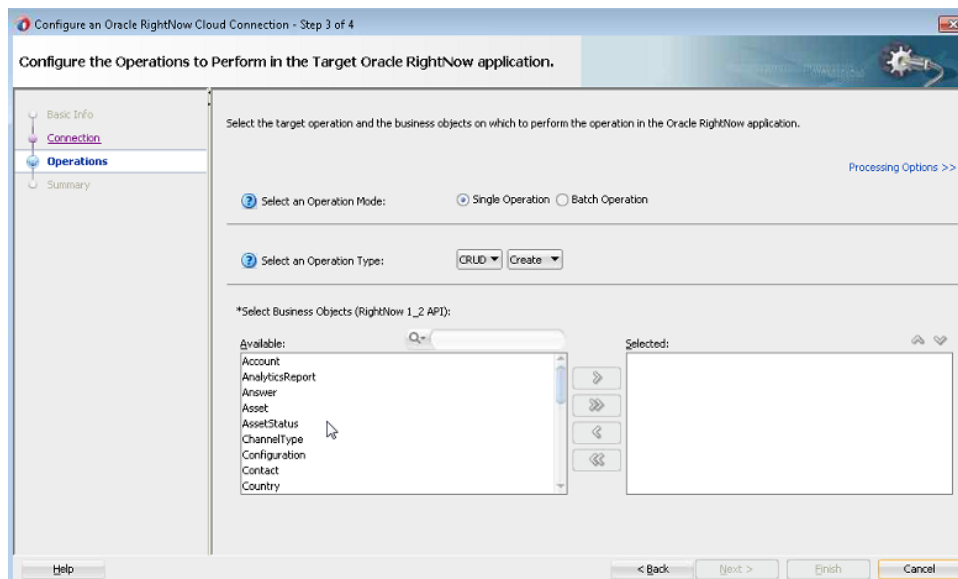 Configure an Oracle RightNow Cloud Connection - Step 3 of 4
Configure the Operations to Perform in the Target Oracle RightNow application.
Basic Info
Connection
Operations
Summary
Select the target operation and the business objects on which to perform the operation in the Oracle RightNow application.
Processing Options >>
Select an Operation Mode: Single Operation Batch Operation
Select an Operation Type: CRUD Create
*Select Business Objects (RightNow 1_2 API):
Available: Selected:
Account
AnalyticsReport
Answer
Asset
AssetStatus
ChannelType
Configuration
Contact
Country
Help < Back Next > Finish Cancel